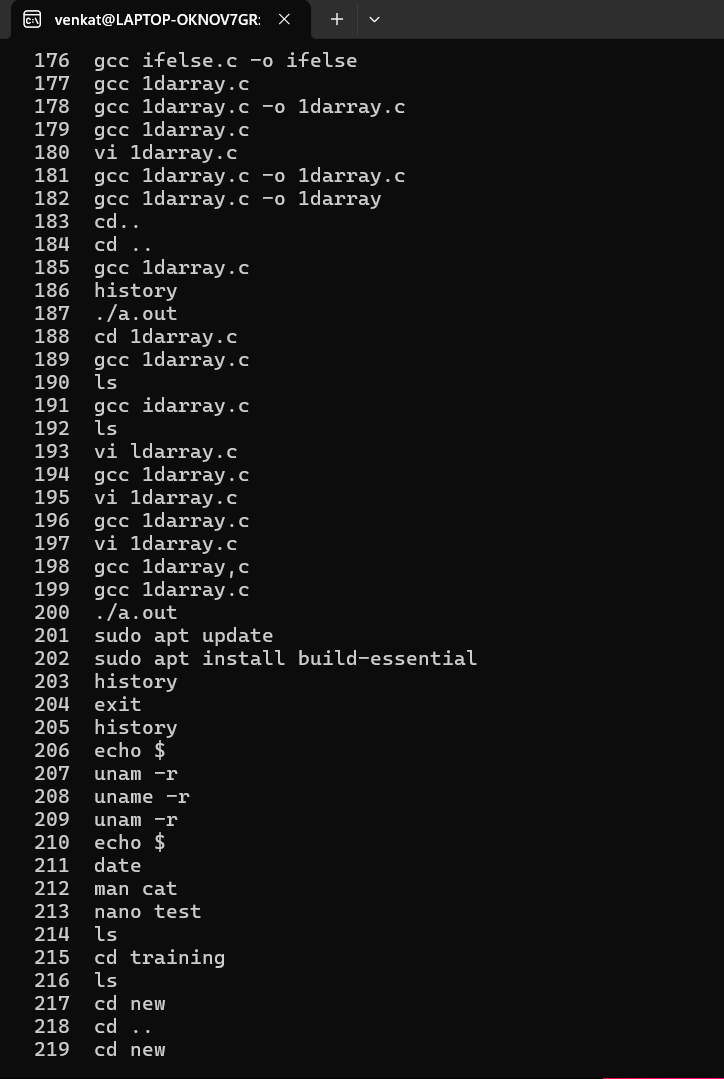 venkat@LAPTOP-OKNOV7GR:
176 gcc ifelse.c -o ifelse
177 gcc 1darray.c
178 gcc 1darray.c -o 1darray.c
179 gcc 1darray.c
180 vi 1darray.c
181 gcc 1darray.c -o 1darray.c
182 gcc 1darray.c -o 1darray
183 cd..
184 cd ..
185 gcc 1darray.c
186 history
187 ./a.out
188 cd 1darray.c
189 gcc 1darray.c
190 ls
191 gcc idarray.c
192 ls
193 vi ldarray.c
194 gcc 1darray.c
195 vi 1darray.c
196 gcc 1darray.c
197 vi 1darray.c
198 gcc 1darray,c
199 gcc 1darray.c
200 ./a.out
201 sudo apt update
202 sudo apt install build-essential
203 history
204 exit
205 history
206 echo $
207 unam -r
208 uname -r
209 unam -r
210 echo $
211 date
212 man cat
213 nano test
214 ls
215 cd training
216 ls
217 cd new
218 cd ..
219 cd new